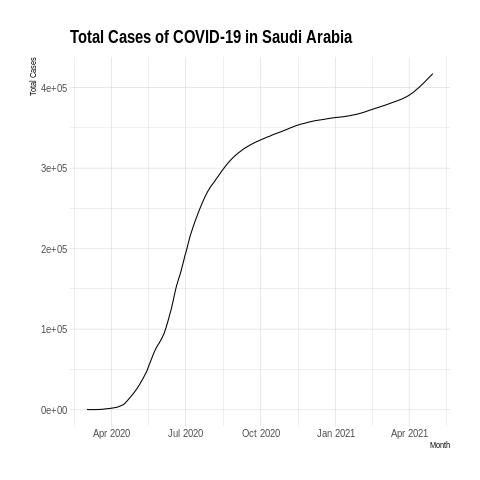 Total Cases of COVID-19 in Saudi Arabia
Total Cases
4e+05
3e+05
2e+05
1e+05
0e+00
Apr 2020
Jul 2020
Oct 2020
Jan 2021
Apr 2021
Month